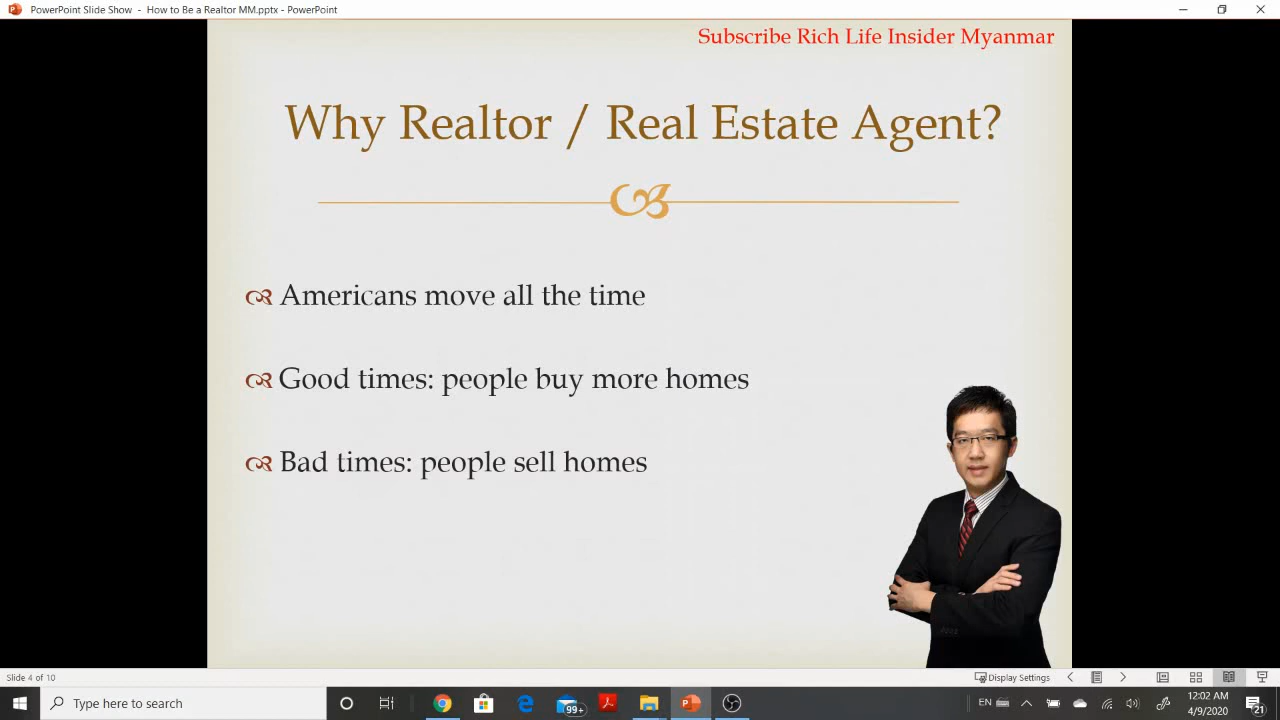 PowerPoint Slide Show - How to Be a Realtor MM.pptx - PowerPoint
Subscribe Rich Life Insider Myanmar
Why Realtor / Real Estate Agent?
Americans move all the time
Good times: people buy more homes
Bad times: people sell homes
Slide 4 of 10
Display Settings
Type here to search
99+
EN
12:02 AM
4/9/2020
21